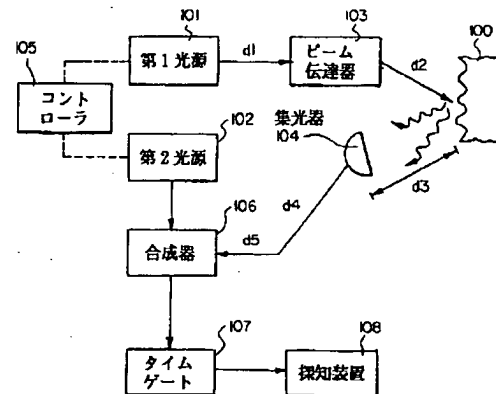 101
103
100
105
第1光源
d1
ビーム
伝達器
d2
コント
ローラ
102
集光器
104
第2光源
d3
106
d4
合成器
d5
107
108
タイム
ゲート
探知装置